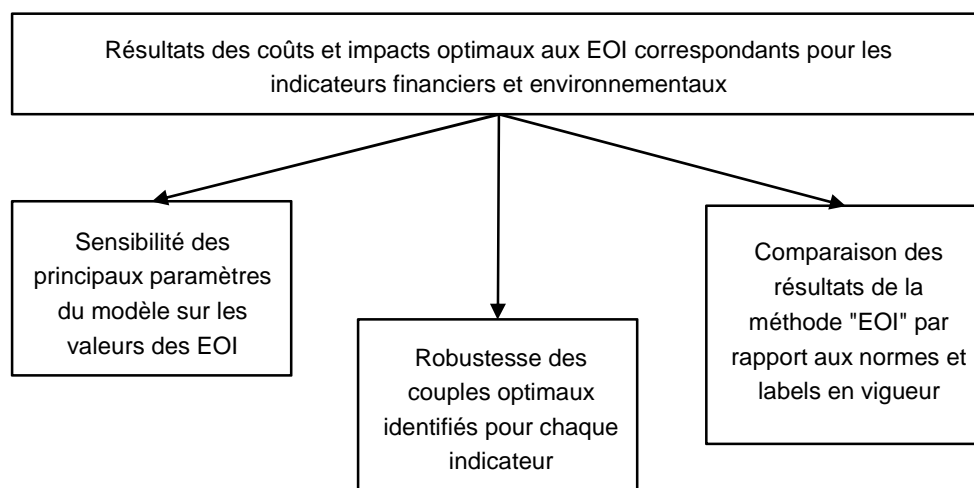 Résultats des coûts et impacts optimaux aux EOI correspondants pour les
indicateurs financiers et environnementaux
Sensibilité des
principaux paramètres
du modèle sur les
valeurs des EOI
Robustesse des
couples optimaux
identifiés pour chaque
indicateur
Comparaison des
résultats de la
méthode "EOI" par
rapport aux normes et
labels en vigueur